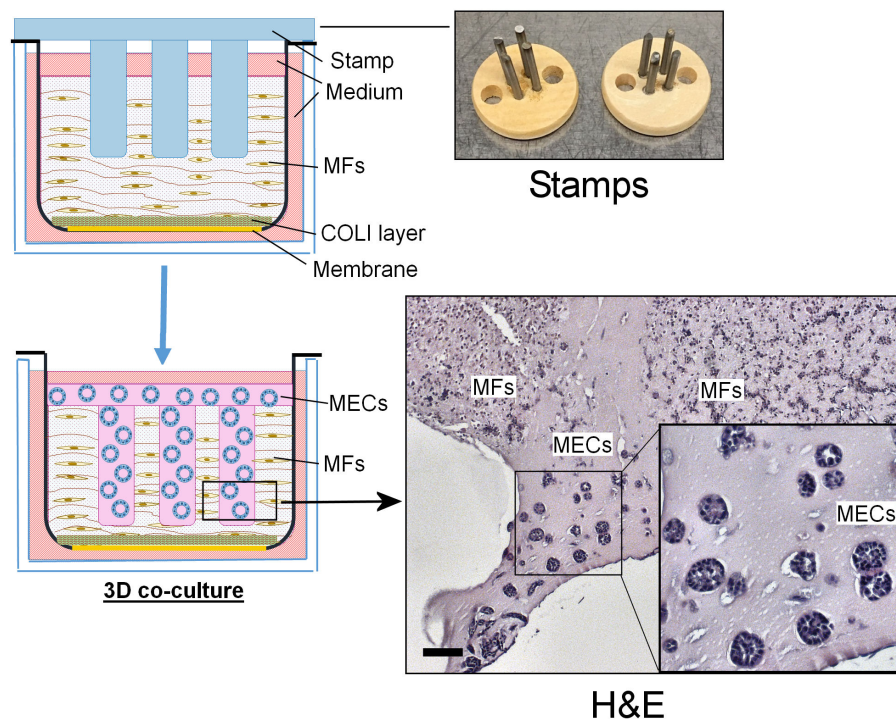 Stamp
Medium
MFs
COLI layer
Membrane
Stamps
MECs
MFs
3D co-culture
MFs
MFs
MECs
MECs
H&E